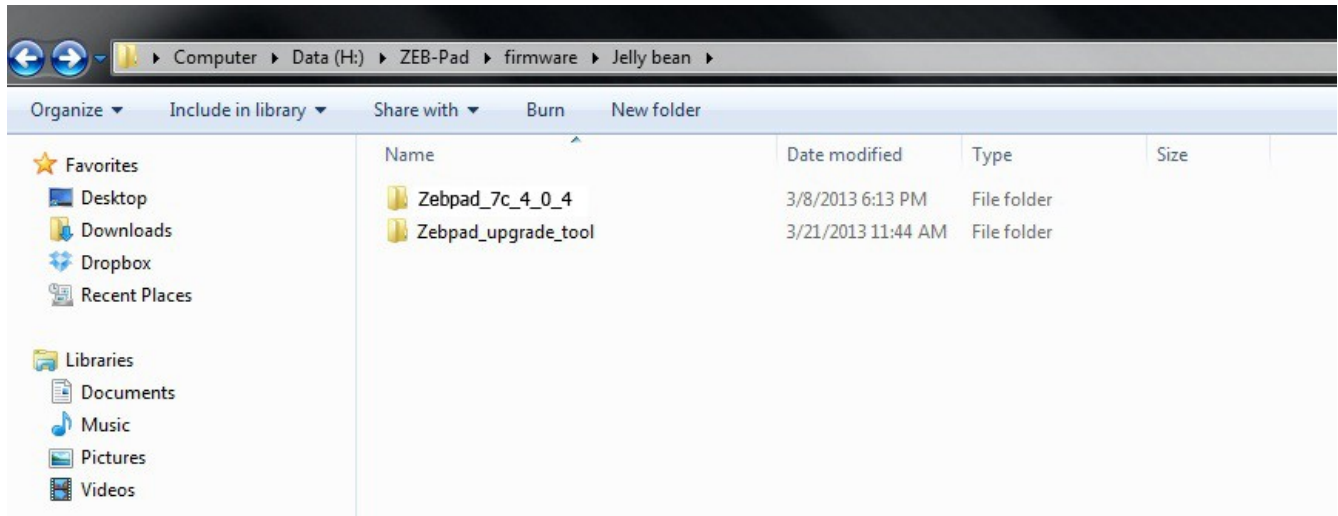 Computer Data (H:) ZEB-Pad firmware Jelly bean
Organize Include in library Share with Burn New folder
Favorites
Desktop
Downloads
Dropbox
Recent Places
Libraries
Documents
Music
Pictures
Videos
Name Date modified Type Size
Zebpad_7c_4_0_4 3/8/2013 6:13 PM File folder
Zebpad_upgrade_tool 3/21/2013 11:44 AM File folder